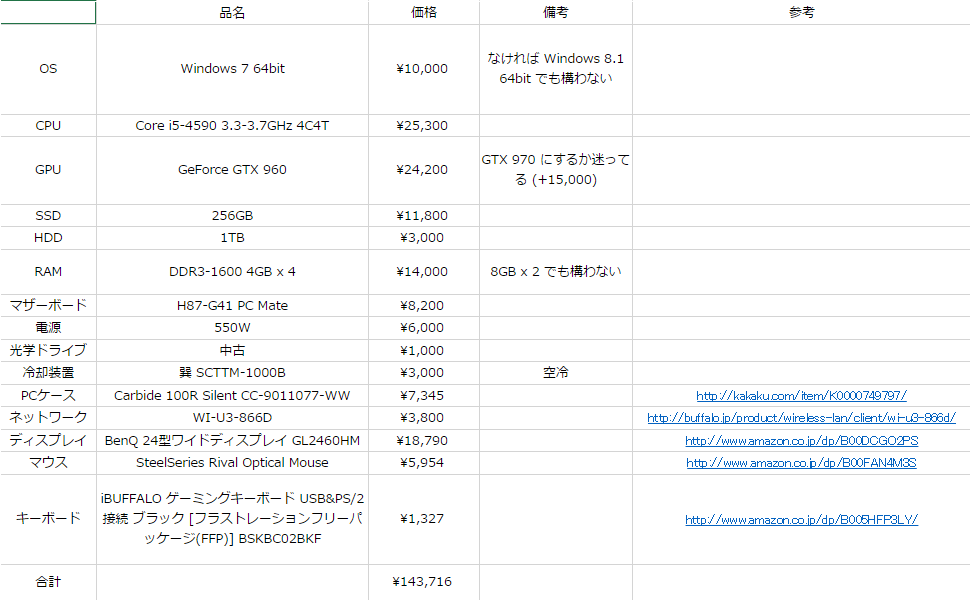 品名 価格 備考 参考
OS Windows 7 64bit ¥10,000 なければ Windows 8.1
64bit でも構わない
CPU Core i5-4590 3.3-3.7GHz 4C4T ¥25,300
GPU GeForce GTX 960 ¥24,200 GTX 970 にするか迷って
る (+15,000)
SSD 256GB ¥11,800
HDD 1TB ¥3,000
RAM DDR3-1600 4GB x 4 ¥14,000 8GB x 2 でも構わない
マザーボード H87-G41 PC Mate ¥8,200
電源 550W ¥6,000
光学ドライブ 中古 ¥1,000
冷却装置 巽 SCTTM-1000B ¥3,000 空冷
PCケース Carbide 100R Silent CC-9011077-WW ¥7,345 http://kakaku.com/item/K0000749797/
ネットワーク WI-U3-866D ¥3,800 http://buffalo.jp/product/wireless-lan/client/wi-u3-866d/
ディスプレイ BenQ 24型ワイドディスプレイ GL2460HM ¥18,790 http://www.amazon.co.jp/dp/B00DCGO2PS
マウス SteelSeries Rival Optical Mouse ¥5,954 http://www.amazon.co.jp/dp/B00FAN4M3S
iBUFFALO ゲーミングキーボード USB&PS/2
キーボード 接続 ブラック [フラストレーションフリーパ ¥1,327 http://www.amazon.co.jp/dp/B005HFP3LY/
ッケージ(FFP)] BSKBC02BKF
合計 ¥143,716